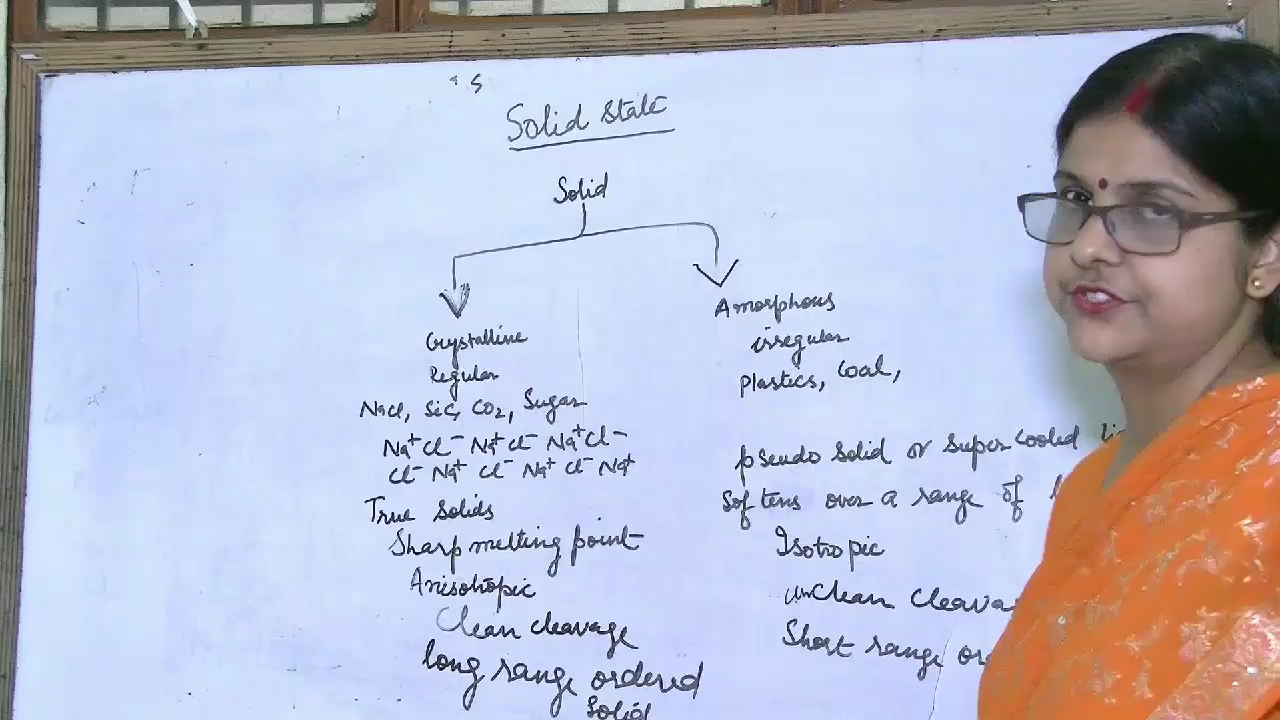 Solid State
Solid
Crystalline
Regular
NaCl, SiC, CO2, Sugar
Na+ Cl- Na+ Cl- Na+ Cl-
Cl- Na+ Cl- Na+ Cl- Na+
True Solids
Sharp melting point
Anisotropic
Clean cleavage
long range ordered
Solid
Amorphous
irregular
plastics, Coal,
pseudo Solid or Super Cooled
Softens over a range of
Isotropic
unclean
Short range